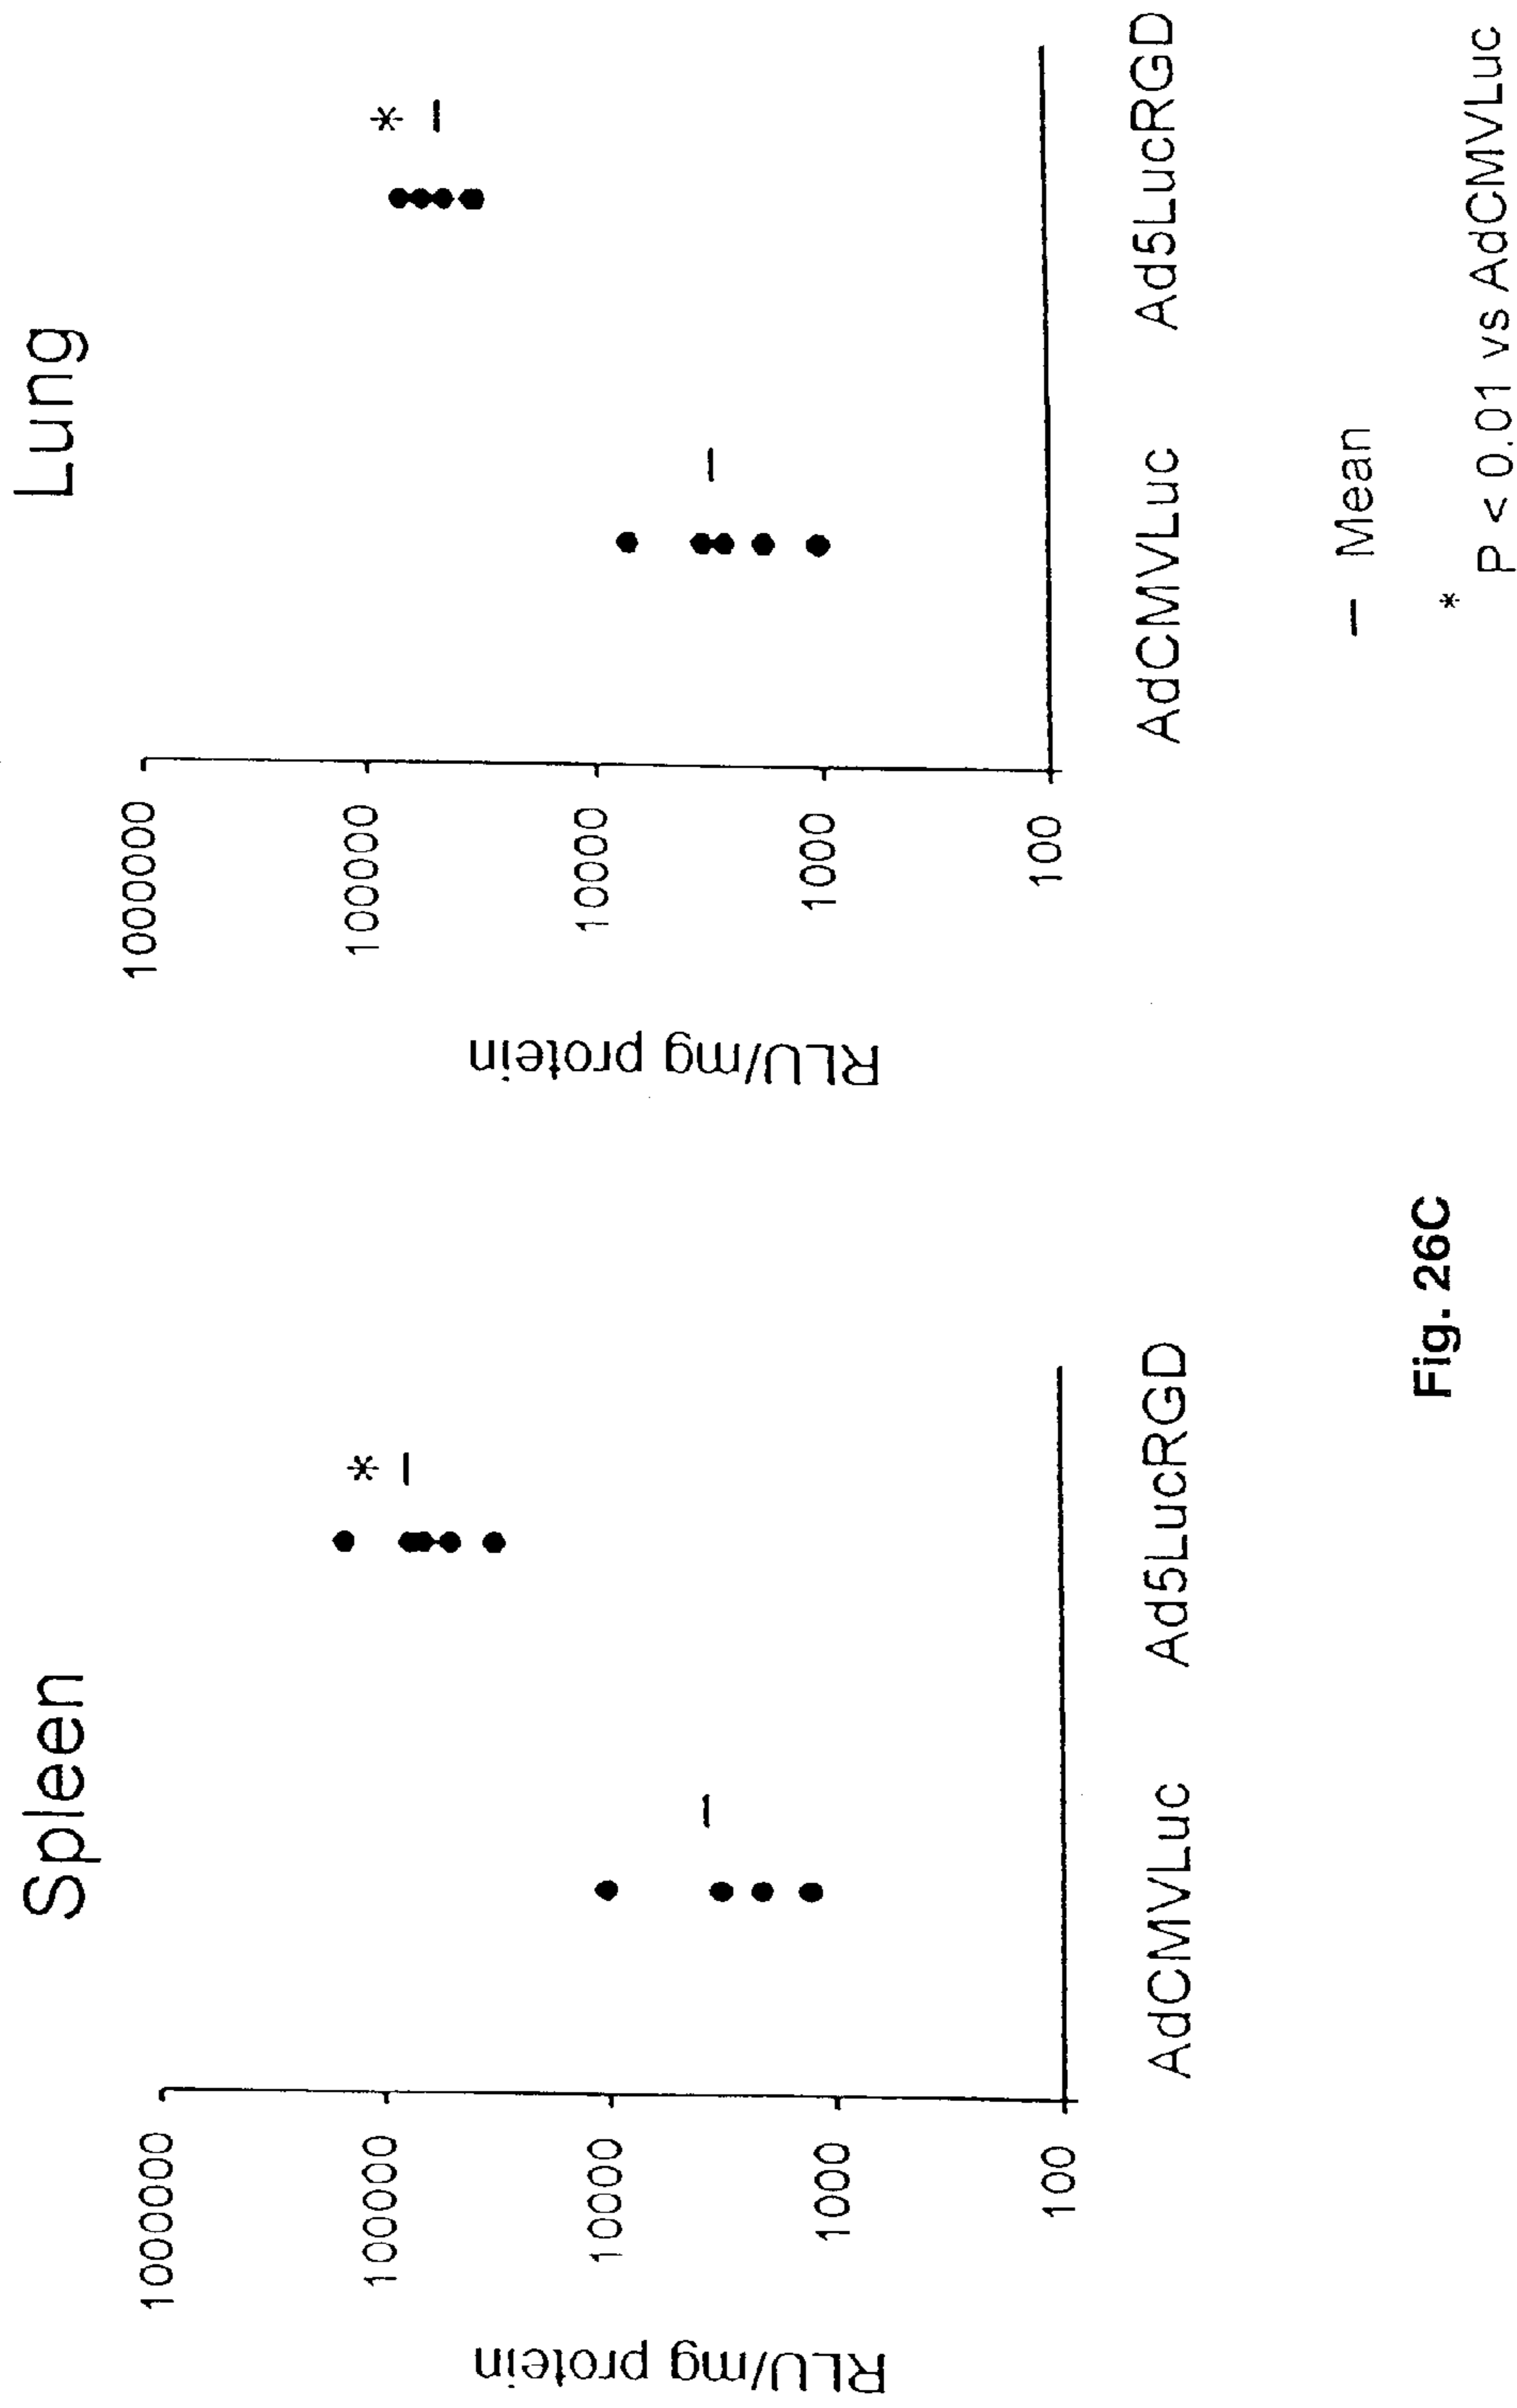 Spleen
1000000
100000
10000
1000
100
RLU/mg protein
*
AdCMVLuc Ad5LucRGD
Lung
1000000
100000
10000
1000
100
RLU/mg protein
*
AdCMVLuc Ad5LucRGD
– Mean
* P < 0.01 vs AdCMVLuc
Fig. 26C